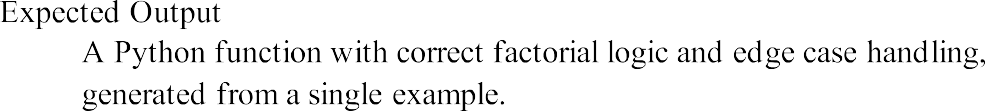 Expected Output
A Python function with correct factorial logic and edge case handling,
generated from a single example.